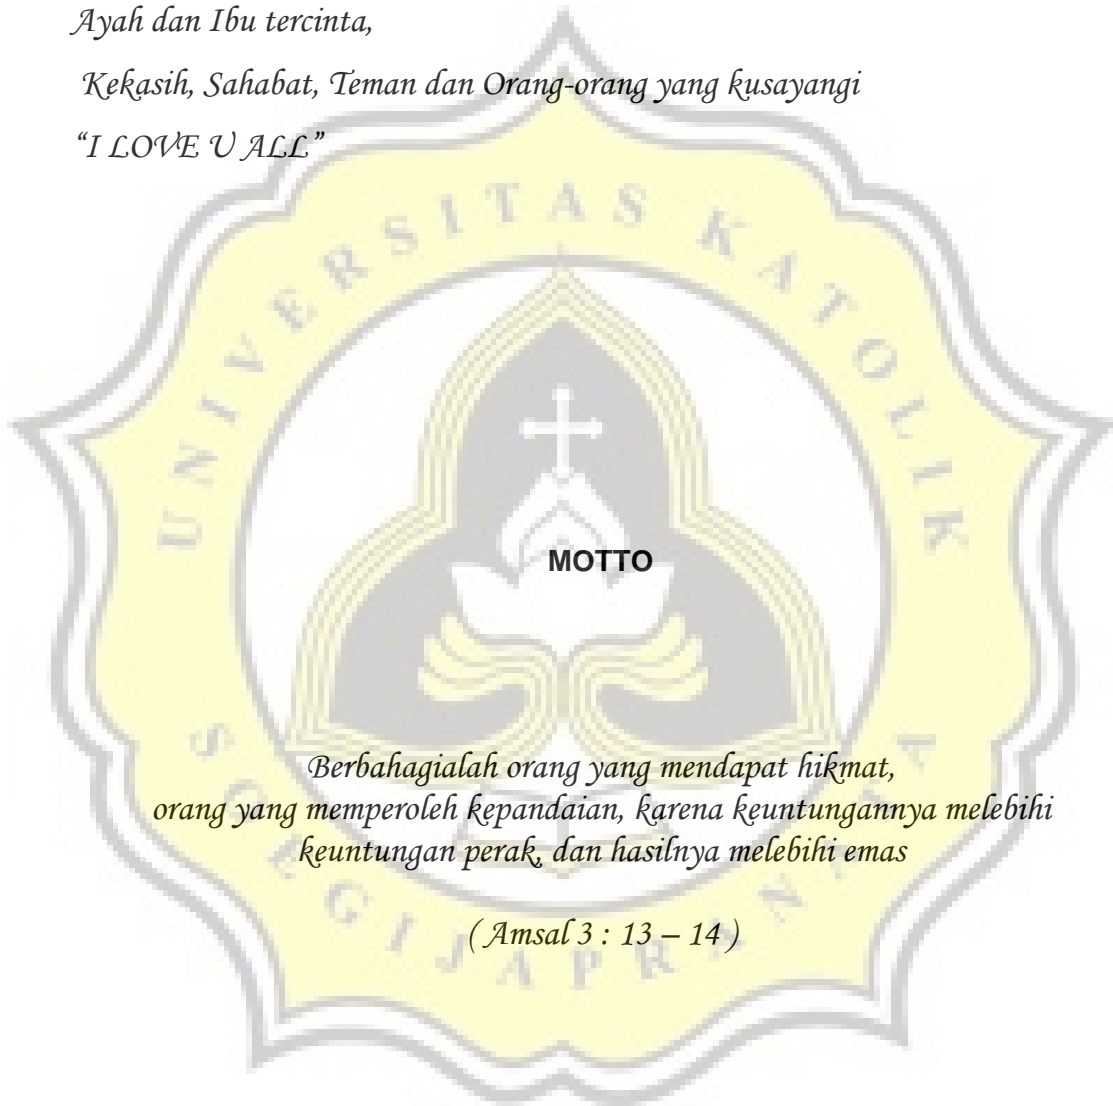 Ayah dan Ibu tercinta,
Kekasih, Sahabat, Teman dan Orang-orang yang kusayangi
“I LOVE U ALL”
UNIVERSITAS KATOLIK
MOTTO
Berbahagialah orang yang mendapat hikmat,
orang yang memperoleh kepandaian, karena keuntungannya melebihi
keuntungan perak, dan hasilnya melebihi emas
( Amsal 3 : 13 – 14 )
SOEGIJAPRANATA